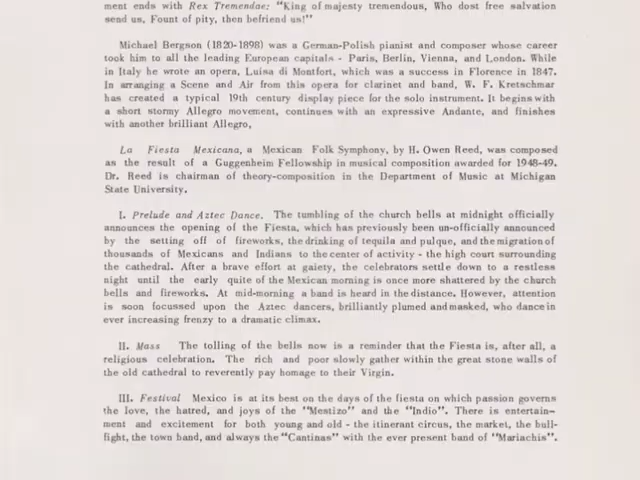 ment ends with Rex Tremendae; "King of majesty tremendous, Who dost free salvation
send us, Fount of pity, then befriend us!"
Michael Bergson (1820-1898) was a German-Polish pianist and composer whose career
took him to all the leading European capitals - Paris, Berlin, Vienna, and London. While
in Italy he wrote an opera, Luisa di Montfort, which was a success in Florence in 1847.
In arranging a Scene and Air from this opera for clarinet and band, W. F. Kretschmar
has created a typical 19th century display piece for the solo instrument. It begins with
a short stormy Allegro movement, continues with an expressive Andante, and finishes
with another brilliant Allegro,
La Fiesta Mexicana, a Mexican Folk Symphony, by H. Owen Reed, was composed
as the result of a Guggenheim Fellowship in musical composition awarded for 1948-49.
Dr. Reed is chairman of theory-composition in the Department of Music at Michigan
State University.
I. Prelude and Aztec Dance. The tumbling of the church bells at midnight officially
announces the opening of the Fiesta, which has previously been un-officially announced
by the setting off of fireworks, the drinking of tequila and pulque, and the migration of
thousands of Mexicans and Indians to the center of activity - the high court surrounding
the cathedral. After a brave effort at gaiety, the celebrators settle down to a restless
night until the early quite of the Mexican morning is once more shattered by the church
bells and fireworks. At mid-morning a band is heard in the distance. However, attention
is soon focussed upon the Aztec dancers, brilliantly plumed and masked, who dance in
ever increasing frenzy to a dramatic climax.
II. Mass The tolling of the bells now is a reminder that the Fiesta is, after all, a
religious celebration. The rich and poor slowly gather within the great stone walls of
the old cathedral to reverently pay homage to their Virgin.
III. Festival Mexico is at its best on the days of the fiesta on which passion governs
the love, the hatred, and joys of the "Mestizo" and the "Indio". There is entertain-
ment and excitement for both young and old - the itinerant circus, the market, the bull-
fight, the town band, and always the "Cantinas" with the ever present band of "Mariachis".